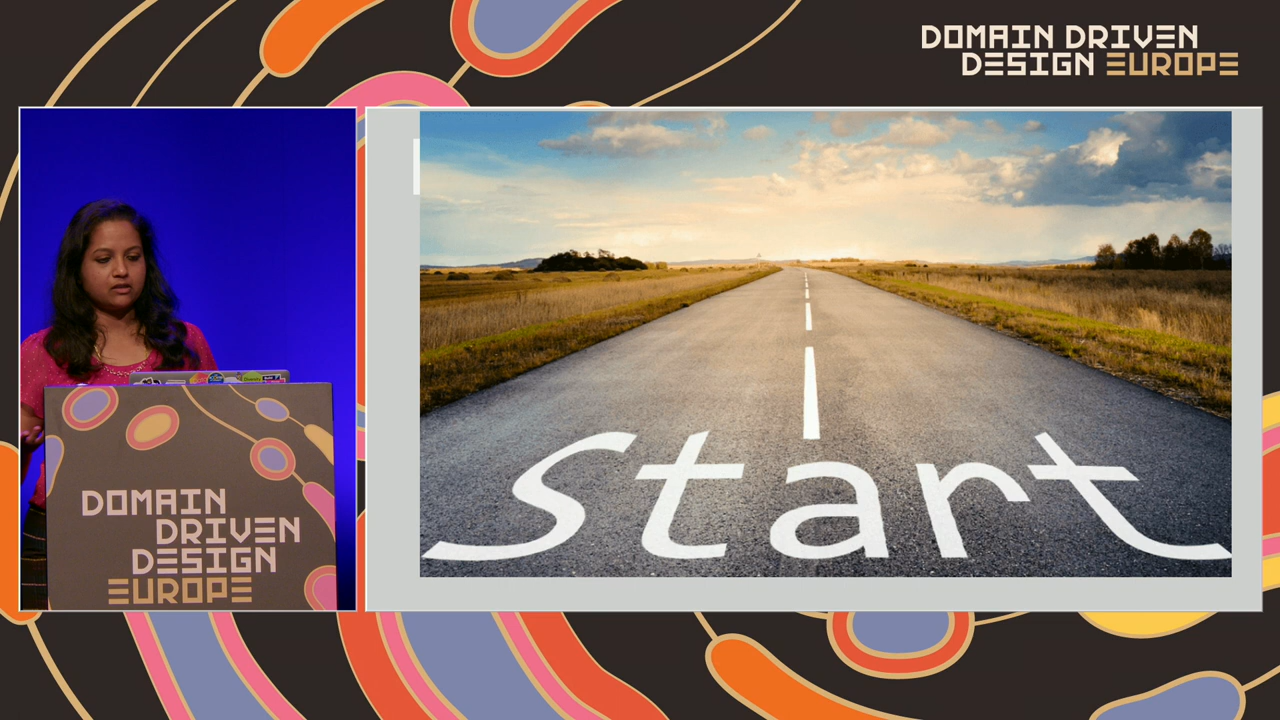 DOMAIN DRIVEN
DESIGN EUROPE
Start
DOMAIN
DRIVEN
DESIGN
EUROPE